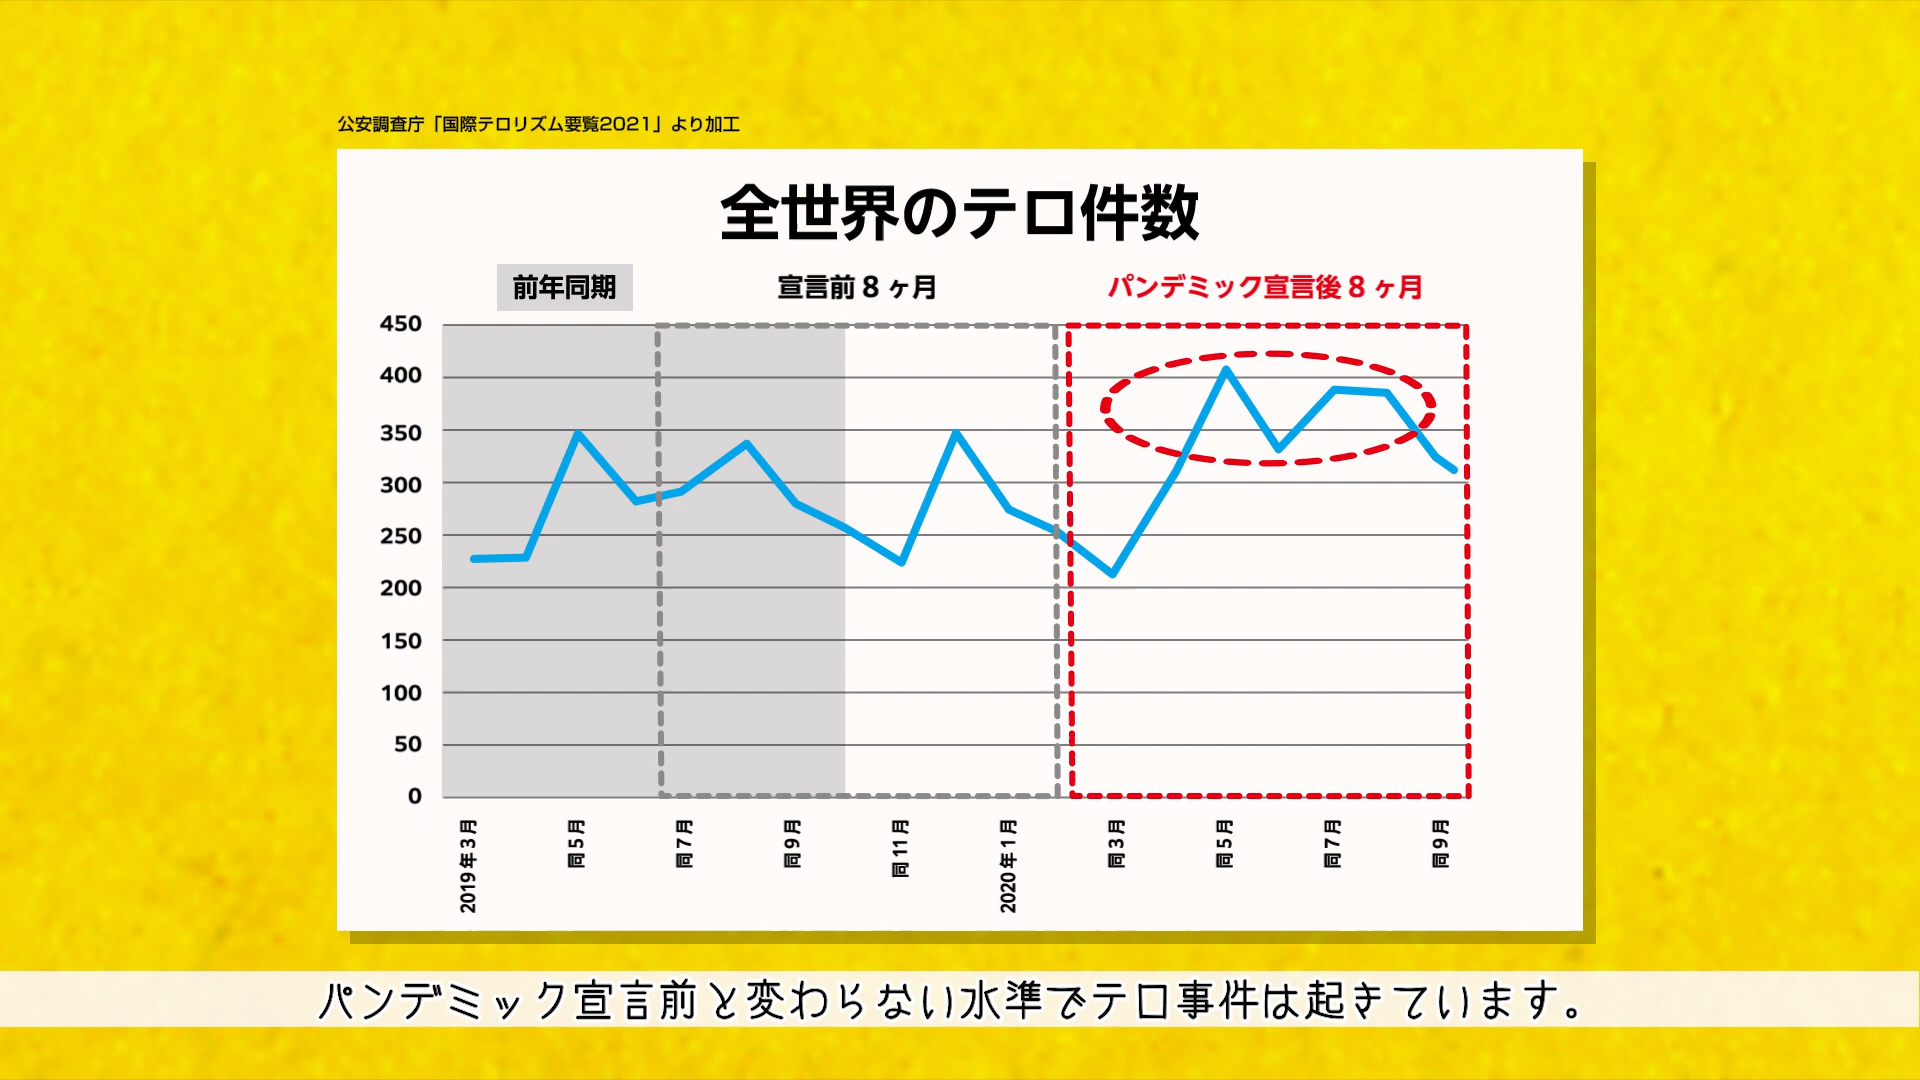 公安調査庁「国際テロリズム要覧2021」より加工
全世界のテロ件数
前年同期
宣言前8ヶ月
パンデミック宣言後8ヶ月
450
400
350
300
250
200
150
100
50
0
2019年3月
同5月
同7月
同9月
同11月
2020年1月
同3月
同5月
同7月
同9月
パンデミック宣言前と変わらない水準でテロ事件は起きています。